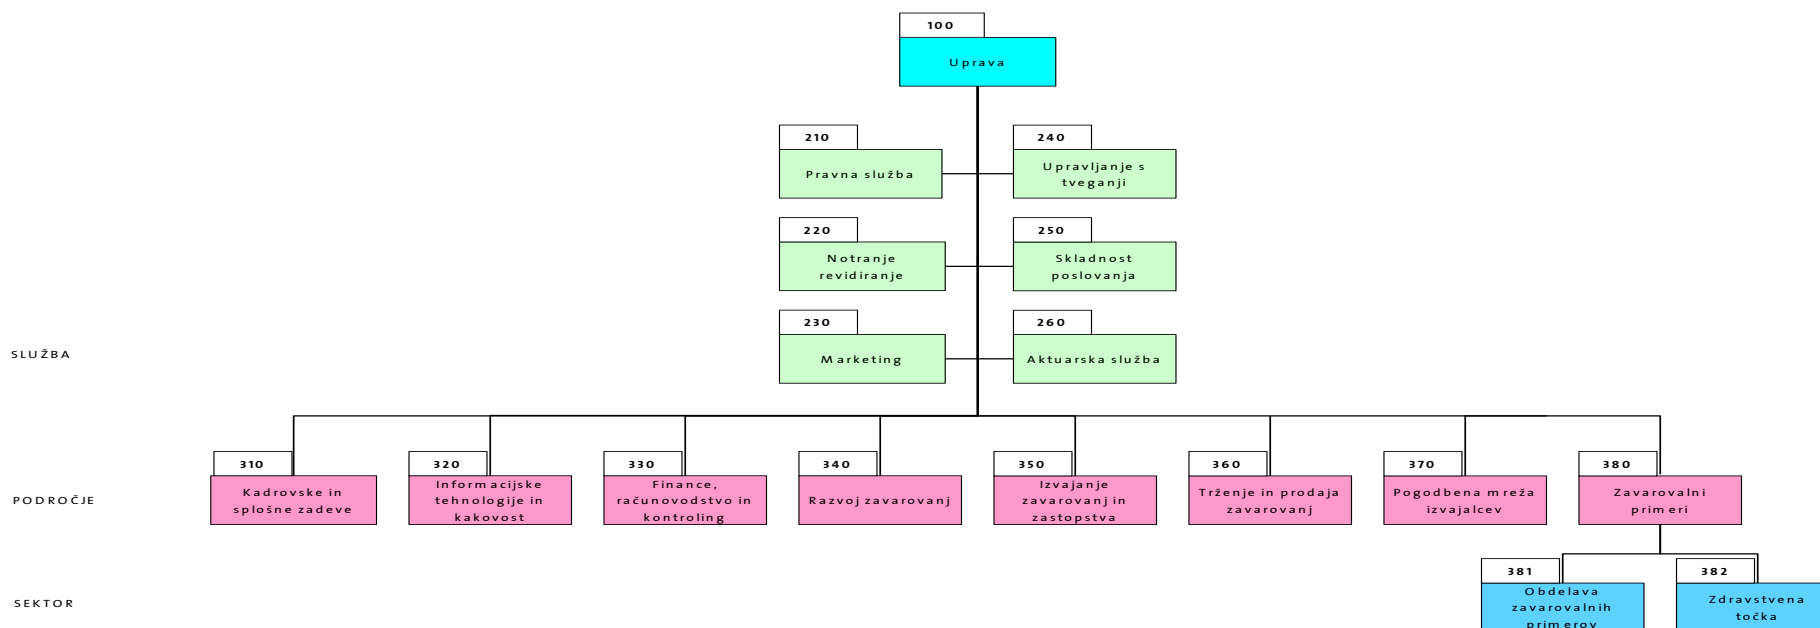 100
Uprava
210
Pravna služba
240
Upravljanje s
tveganji
220
Notranje
revidiranje
250
Skladnost
poslovanja
230
Marketing
260
Aktuarska služba
SLUŽBA
310
Kadrovske in
splošne zadeve
320
Informacijske
tehnologije in
kakovost
330
Finance,
računovodstvo in
kontroling
340
Razvoj zavarovanj
350
Izvajanje
zavarovanj in
zastopstva
360
Trženje in prodaja
zavarovanj
370
Pogodbena mreža
izvajalcev
380
Zavarovalni
primeri
PODROČJE
381
Obdelava
zavarovalnih
primerov
382
Zdravstvena
točka
SEKTOR